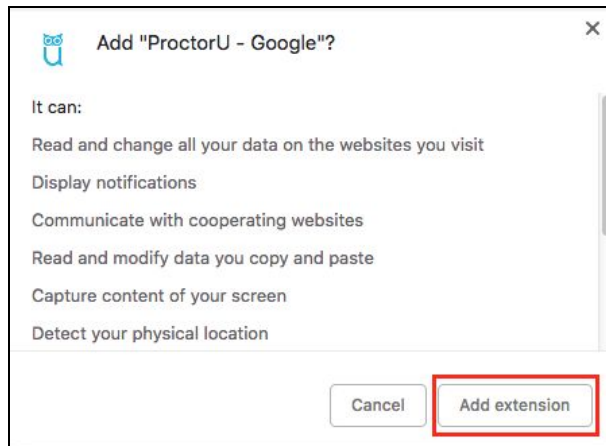 Add "ProctorU - Google"?
It can:
Read and change all your data on the websites you visit
Display notifications
Communicate with cooperating websites
Read and modify data you copy and paste
Capture content of your screen
Detect your physical location
Cancel
Add extension